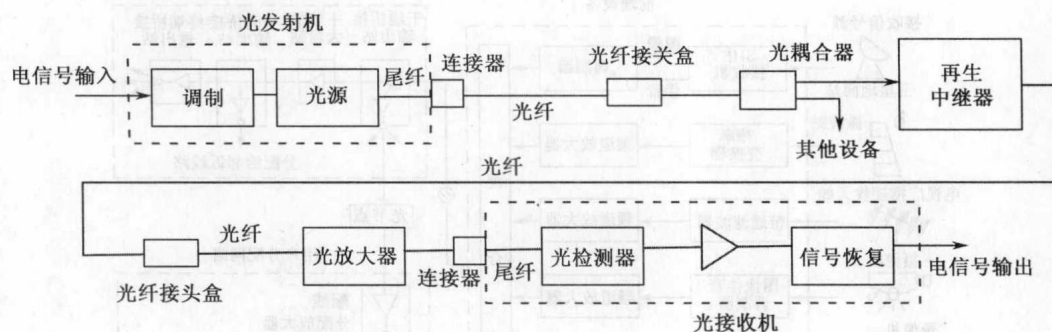 光发射机
电信号输入
调制
光源
尾纤
连接器
光纤
光纤接关盒
光耦合器
其他设备
再生
中继器
光纤
光纤接头盒
光纤
光放大器
连接器
尾纤
光检测器
信号恢复
电信号输出
光接收机